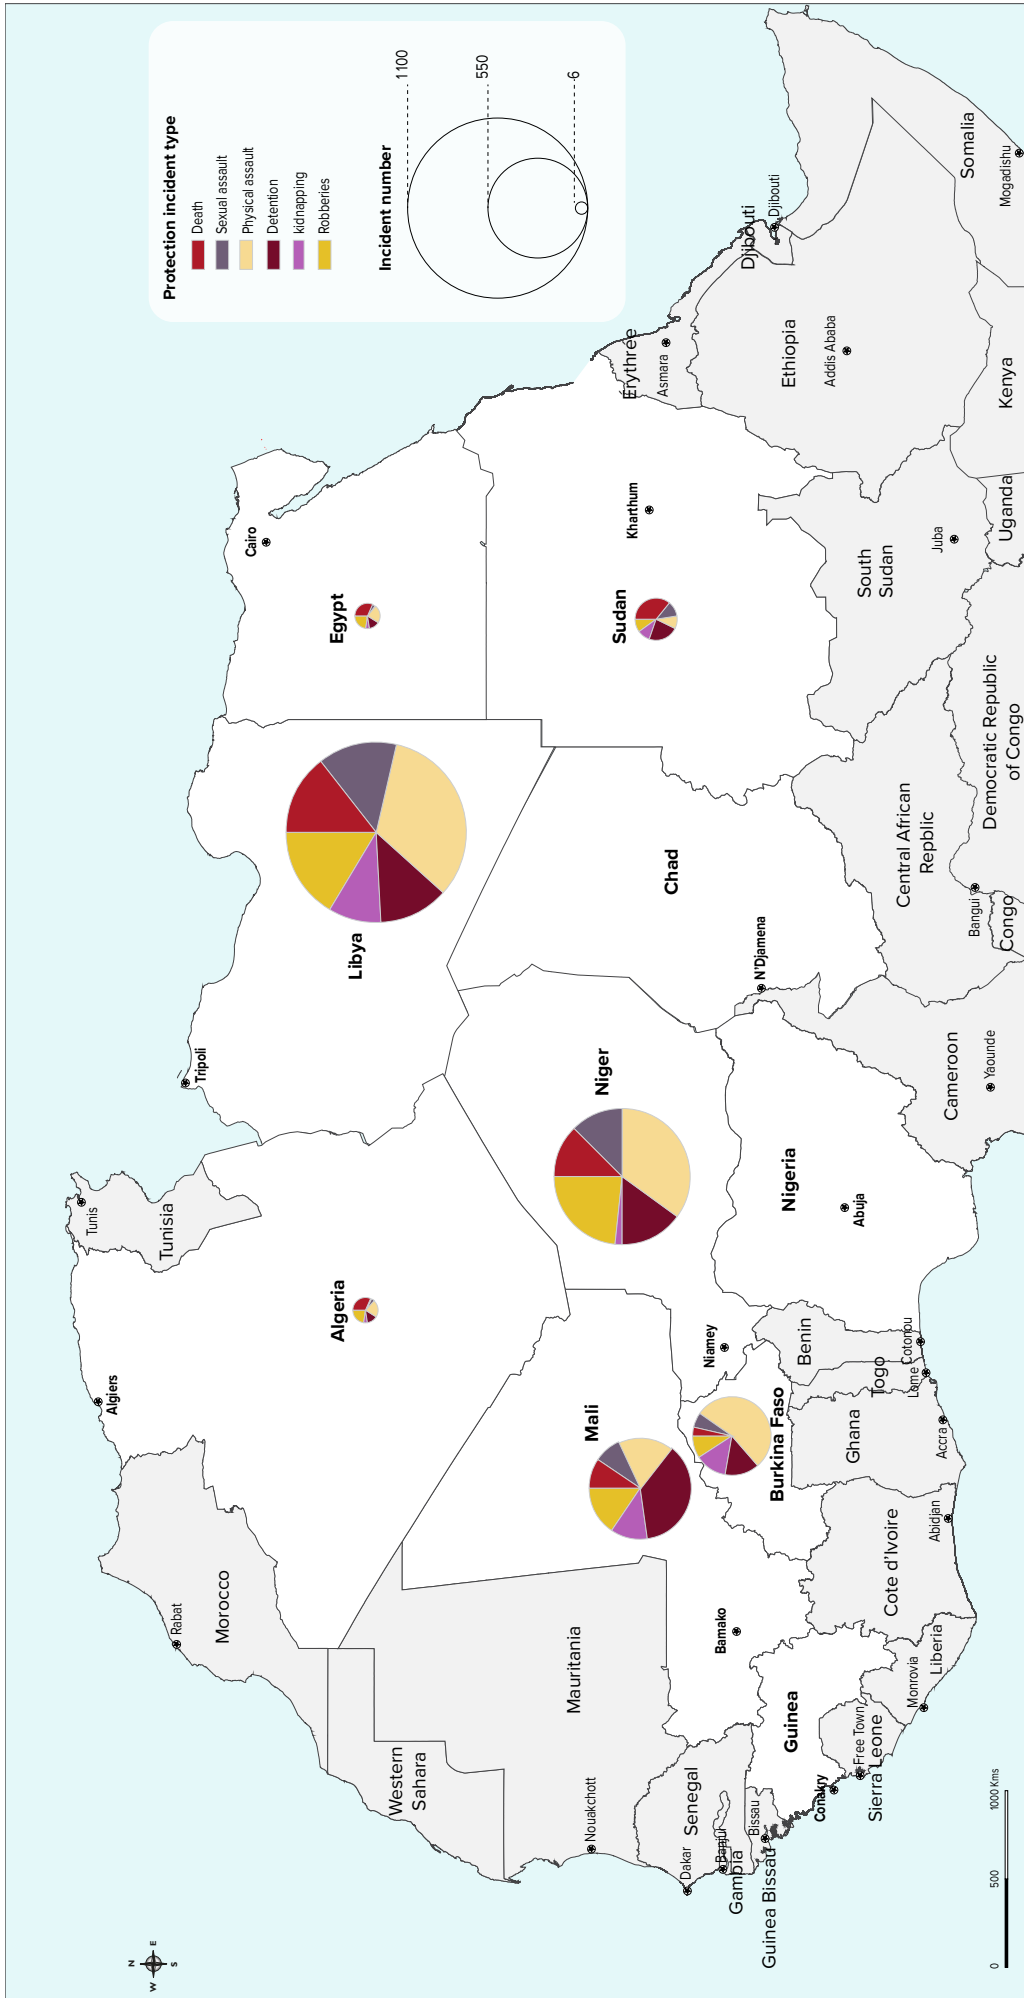 Protection incident type
Death
Sexual assault
Physical assault
Detention
kidnapping
Robberies
Incident number
1100
550
6
N
W
E
S
Tunis
Tunisia
Algiers
Rabat
Morocco
Tripoli
Cairo
Algeria
Libya
Egypt
Western
Sahara
Mauritania
Nouakchott
Mali
Niger
Chad
Sudan
Kharthum
Érythrée
Asmara
Djibouti
Djibouti
Dakar
Senegal
Banjul
Gambia
Bissau
Guinea Bissau
Bamako
Niamey
Burkina Faso
N'Djamena
Guinea
Conakry
Free Town
Sierra Leone
Monrovia
Liberia
Cote d'Ivoire
Abidjan
Ghana
Accra
Togo
Lome
Benin
Cotonou
Nigeria
Abuja
Cameroon
Yaounde
Central African
Repblic
Bangui
Congo
Democratic Republic
of Congo
South
Sudan
Juba
Uganda
Ethiopia
Addis Ababa
Kenya
Somalia
Mogadishu
0
500
1000 Kms